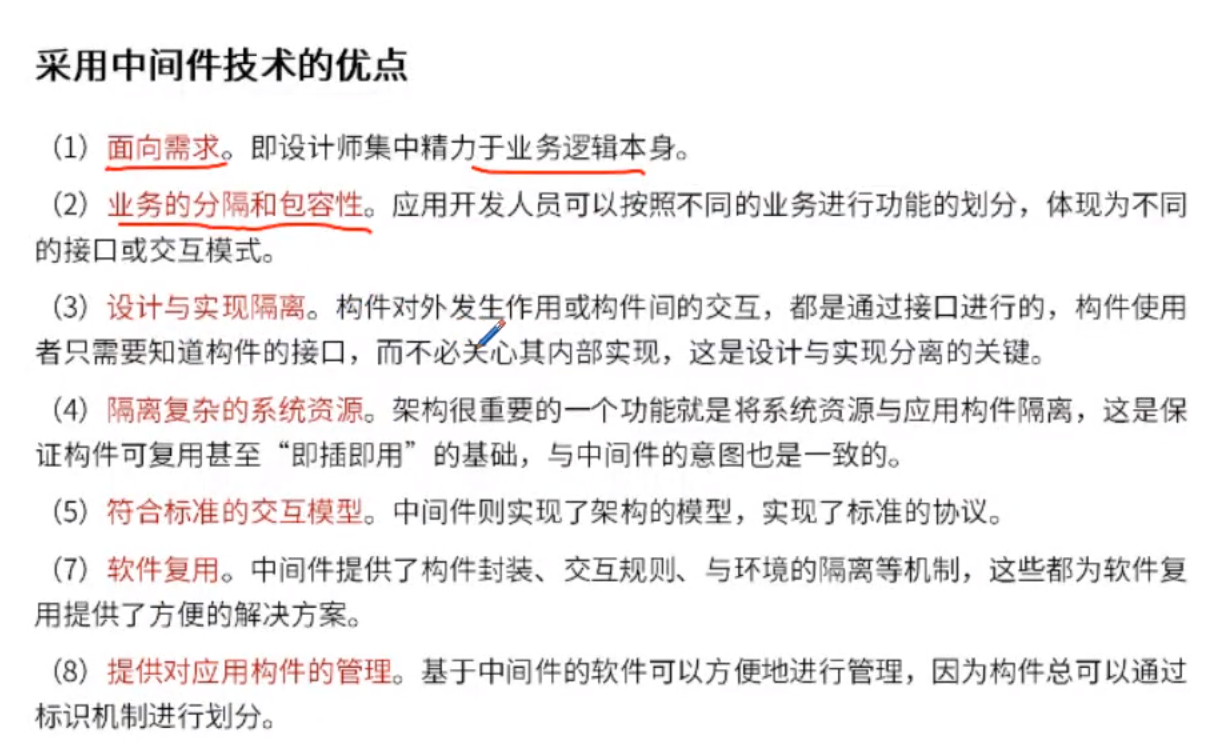 采用中间件技术的优点
（1）面向需求。即设计师集中精力于业务逻辑本身。
（2）业务的分隔和包容性。应用开发人员可以按照不同的业务进行功能的划分，体现为不同
的接口或交互模式。
（3）设计与实现隔离。构件对外发生作用或构件间的交互，都是通过接口进行的，构件使用
者只需要知道构件的接口，而不必关心其内部实现，这是设计与实现分离的关键。
（4）隔离复杂的系统资源。架构很重要的一个功能就是将系统资源与应用构件隔离，这是保
证构件可复用甚至“即插即用”的基础，与中间件的意图也是一致的。
（5）符合标准的交互模型。中间件则实现了架构的模型，实现了标准的协议。
（7）软件复用。中间件提供了构件封装、交互规则、与环境的隔离等机制，这些都为软件复
用提供了方便的解决方案。
（8）提供对应用构件的管理。基于中间件的软件可以方便地进行管理，因为构件总可以通过
标识机制进行划分。